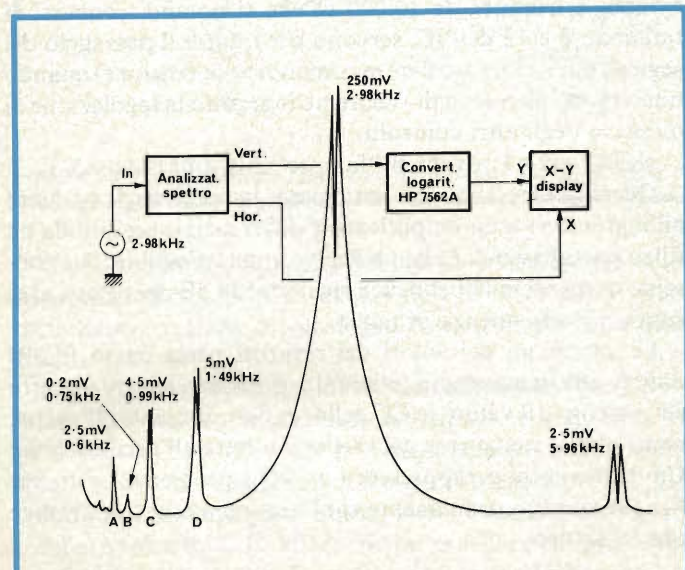 250mV
2·98kHz
In
Analizzat.
spettro
Vert.
Hor.
Convert.
logarit.
HP 7562A
Y
X-Y
display
X
2·98kHz
0·2mV
0·75kHz
4·5mV
0·99kHz
5mV
1·49kHz
2·5mV
0·6kHz
2·5mV
5·96kHz
A
B
C
D